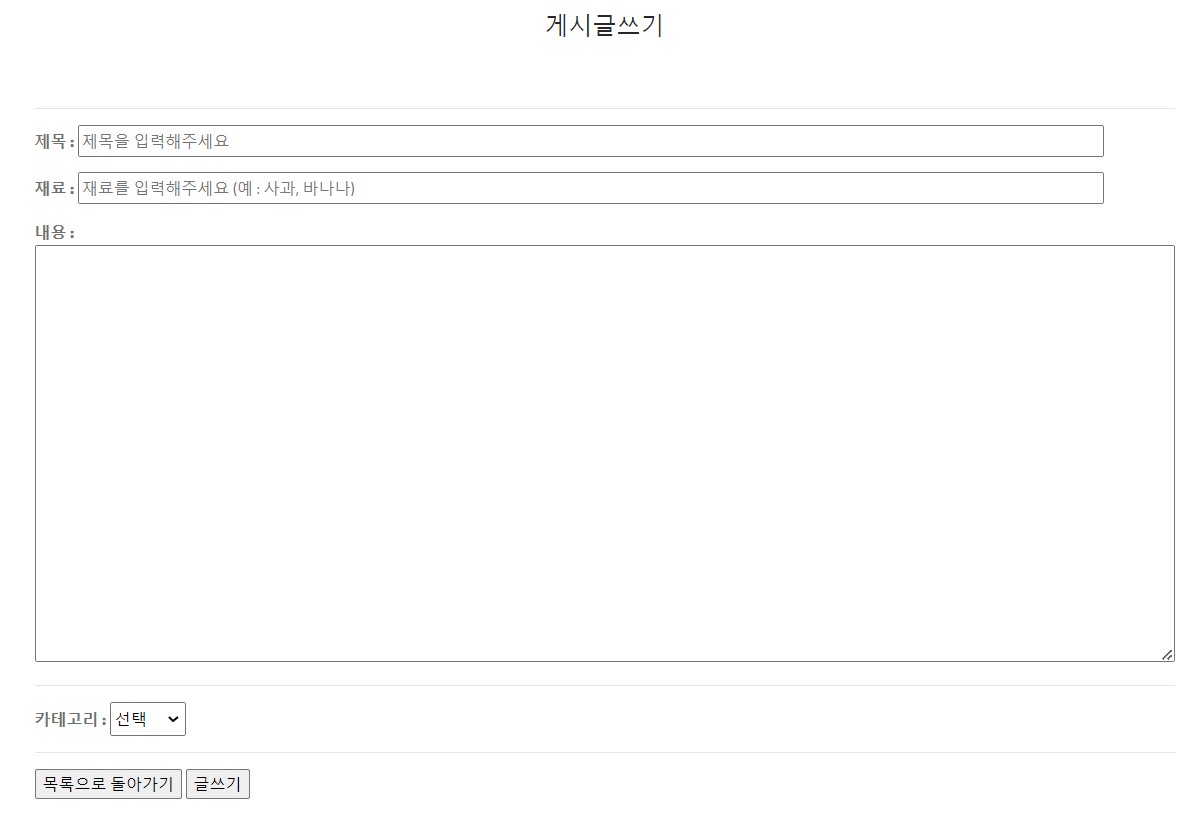 게시글쓰기
제목 : 제목을 입력해주세요
재료 : 재료를 입력해주세요 (예 : 사과, 바나나)
내용 :
카테고리 : 선택
목록으로 돌아가기 글쓰기